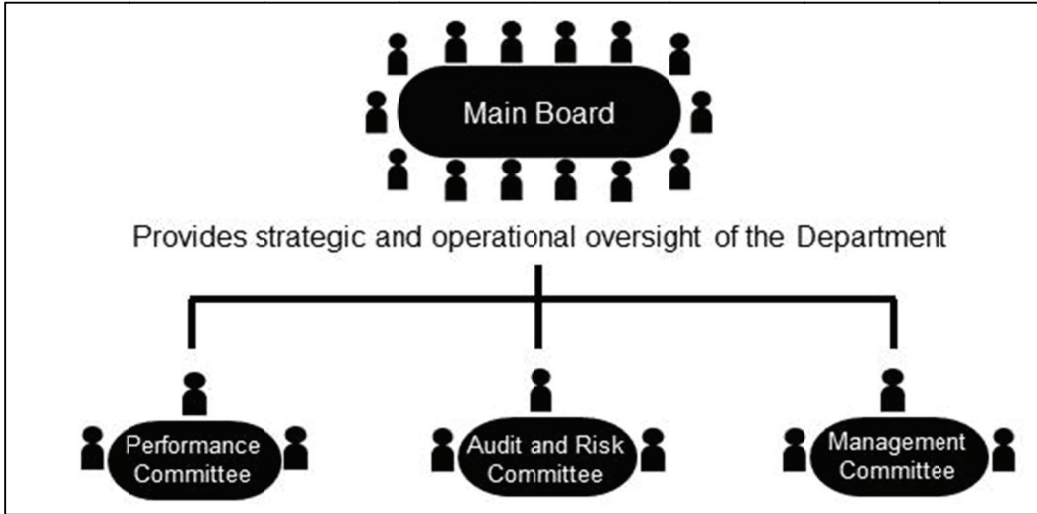 Main Board
Provides strategic and operational oversight of the Department
Performance
Committee
Audit and Risk
Committee
Management
Committee